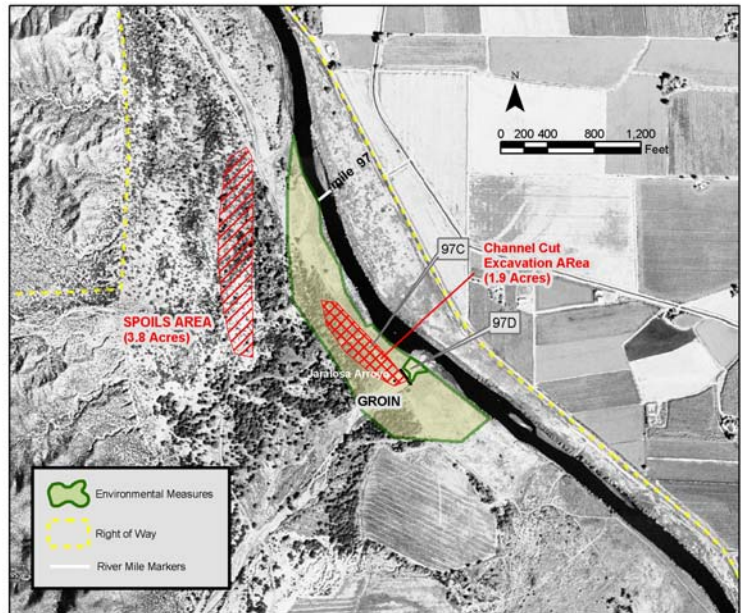 N
0 200 400 800 1,200
Feet
mile 97
97C
Channel Cut
Excavation ARea
(1.9 Acres)
97D
SPOILS AREA
(3.8 Acres)
Jaralosa Arroyo
GROIN
Environmental Measures
Right of Way
River Mile Markers